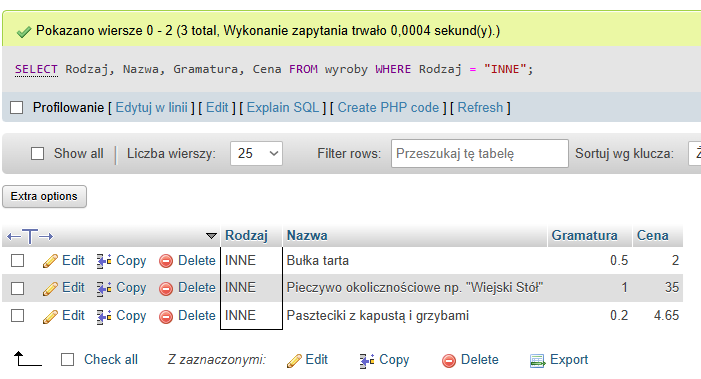 Pokazano wiersze 0 - 2 (3 total, Wykonanie zapytania trwało 0,0004 sekund(y).)
SELECT Rodzaj, Nazwa, Gramatura, Cena FROM wyroby WHERE Rodzaj = "INNE";
Profilowanie [ Edytuj w linii ] [ Edit ] [ Explain SQL ] [ Create PHP code ] [ Refresh ]
Show all Liczba wierszy: 25 Filter rows: Przeszukaj tę tabelę Sortuj wg klucza:
Extra options
Rodzaj Nazwa Gramatura Cena
Edit Copy Delete INNE Bułka tarta 0.5 2
Edit Copy Delete INNE Pieczywo okolicznościowe np. "Wiejski Stół" 1 35
Edit Copy Delete INNE Paszteciki z kapustą i grzybami 0.2 4.65
Check all Z zaznaczonymi: Edit Copy Delete Export